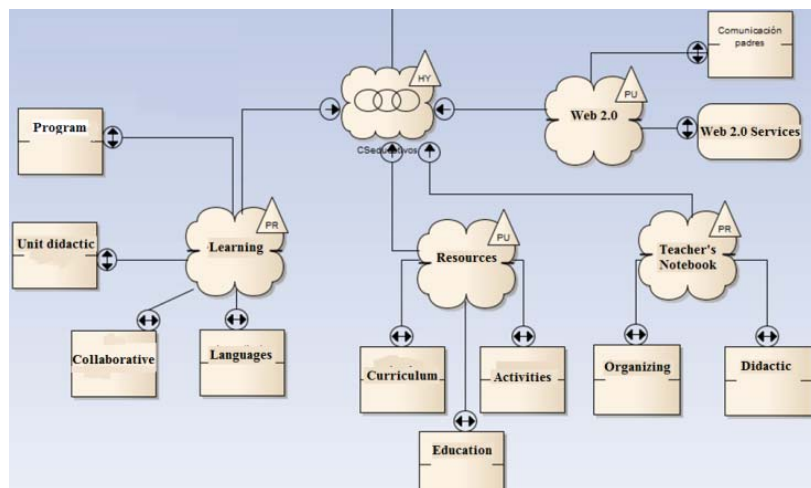 Comunicación
padres
HY
PU
Web 2.0
Web 2.0 Services
Program
CSeducativos
PR
Learning
Unit didactic
PU
Resources
PR
Teacher's
Notebook
Collaborative
Languages
Curriculum
Activities
Organizing
Didactic
Education